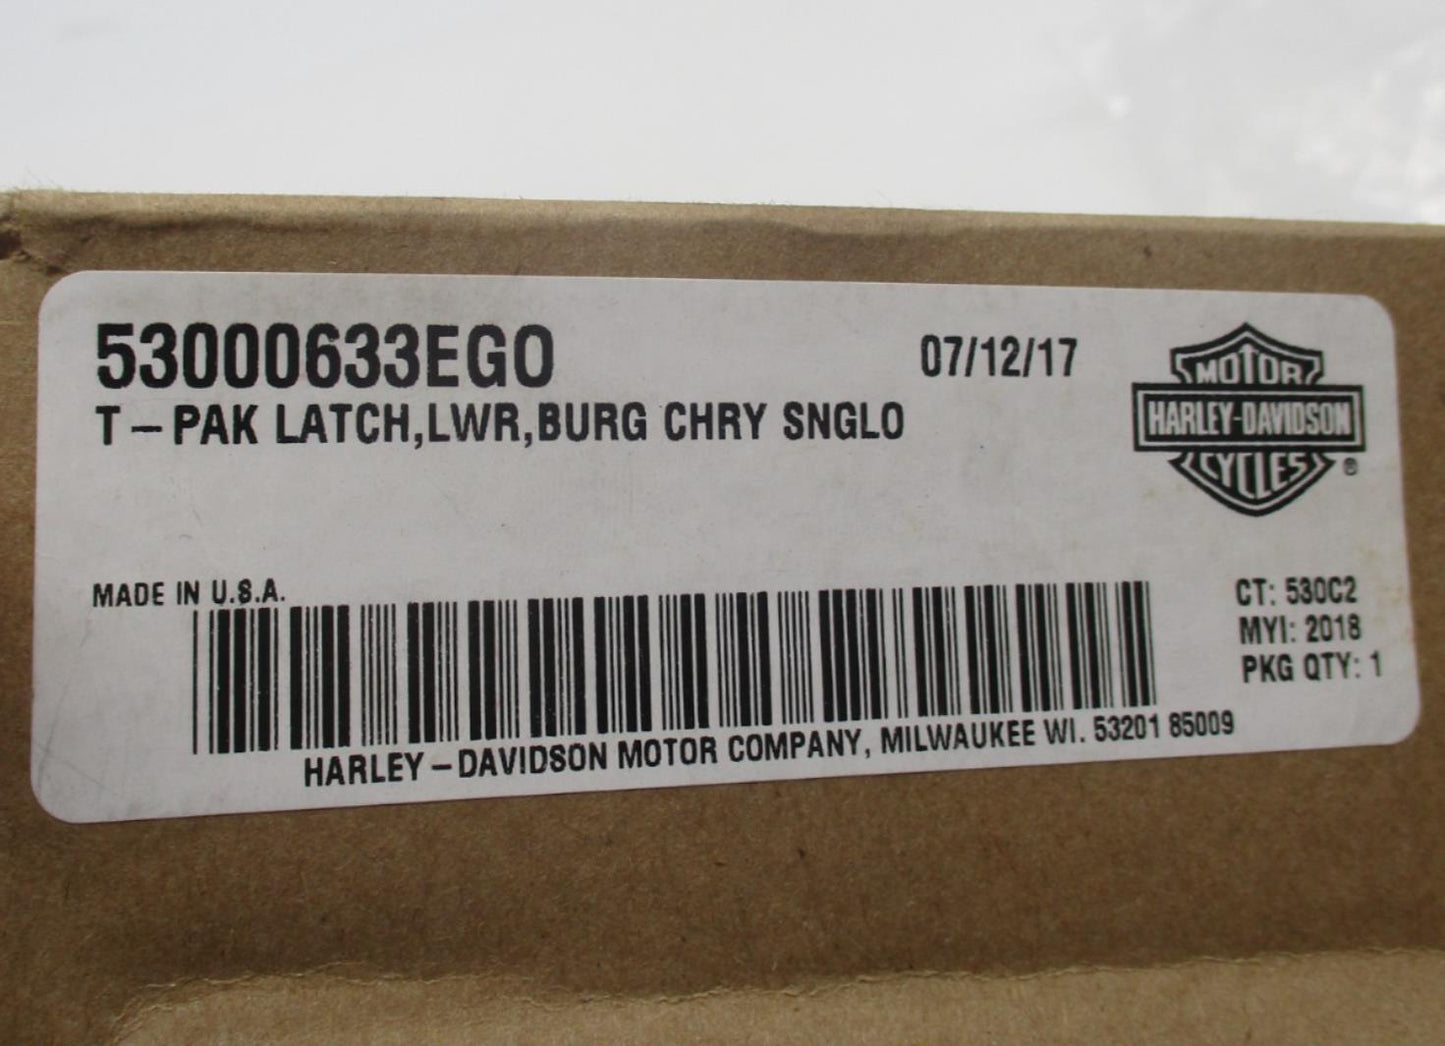 53000633EGO
07/12/17
T-PAK LATCH,LWR,BURG CHRY SNGLO
MOTOR
HARLEY-DAVIDSON
CYCLES
®
MADE IN U.S.A.
CT: 530C2
MYI: 2018
PKG QTY: 1
HARLEY-DAVIDSON MOTOR COMPANY, MILWAUKEE WI. 53201 85009